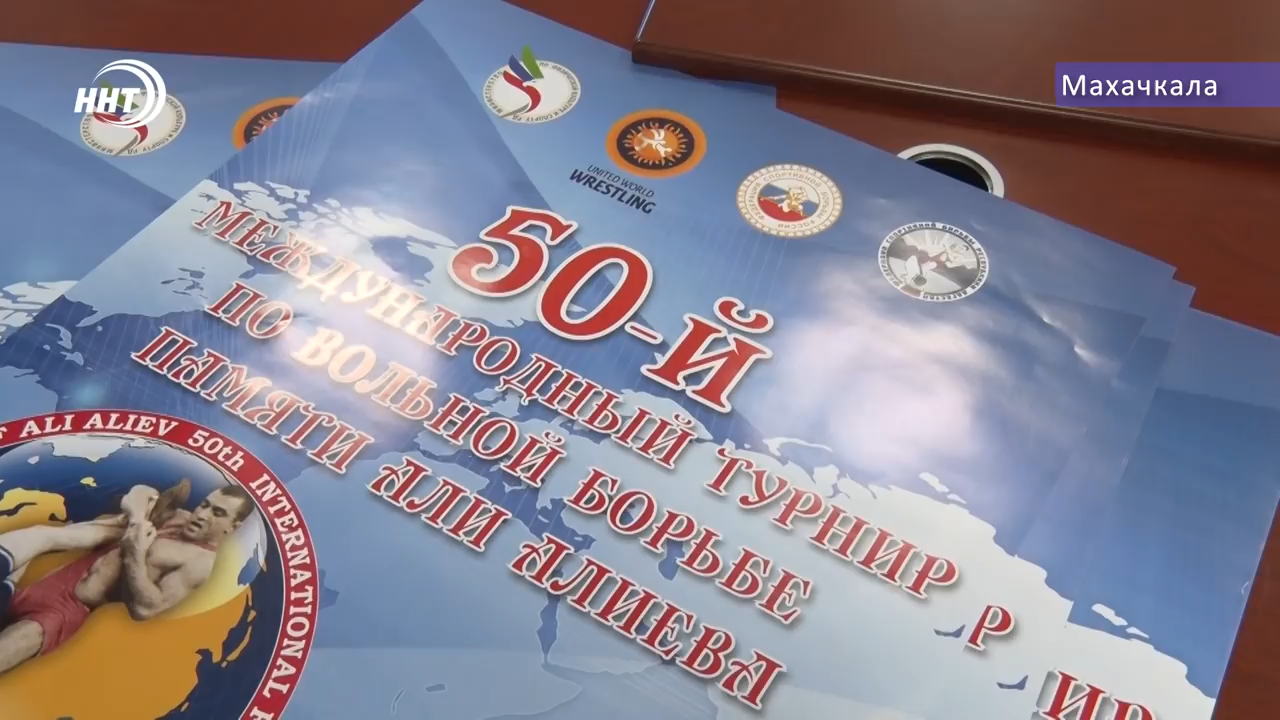 ННТ
Махачкала
UNITED WORLD
WRESTLING
50-Й
МЕЖДУНАРОДНЫЙ ТУРНИР
ПО ВОЛЬНОЙ БОРЬБЕ
ПАМЯТИ АЛИ АЛИЕВА
ALI ALIEV 50th INTERNATIONAL